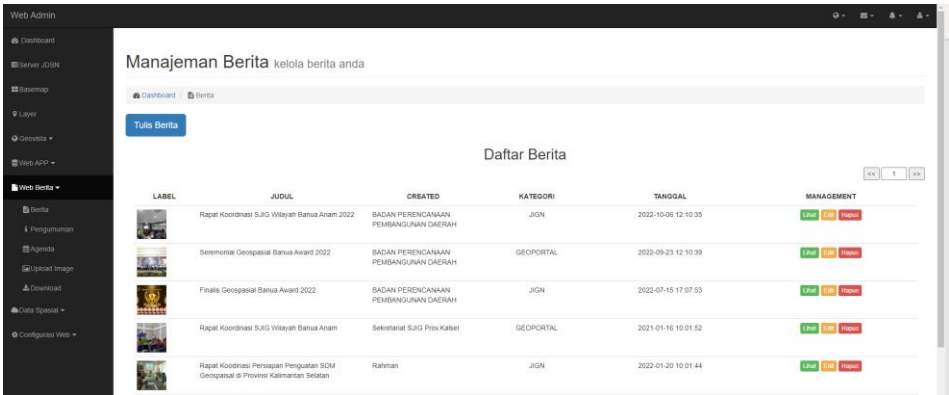 Web Admin
Dashboard
Server JDSN
Basemap
Layer
Geovista
Web APP
Web Berita
Berita
Pengumuman
Agenda
Upload Image
Download
Data Spasial
Configurasi Web
Manajeman Berita kelola berita anda
Dashboard / Berita
Tulis Berita
Daftar Berita
<< 1 >>
LABEL JUDUL CREATED KATEGORI TANGGAL MANAGEMENT
Rapat Koordinasi SJIG Wilayah Banua Anam 2022 BADAN PERENCANAAN JIGN 2022-10-06 12:10:35 Lihat Edit Hapus
PEMBANGUNAN DAERAH
Seremonial Geospasial Banua Award 2022 BADAN PERENCANAAN GEOPORTAL 2022-09-23 12:10:39 Lihat Edit Hapus
PEMBANGUNAN DAERAH
Finalis Geospasial Banua Award 2022 BADAN PERENCANAAN JIGN 2022-07-15 17:07:53 Lihat Edit Hapus
PEMBANGUNAN DAERAH
Rapat Koordinasi SJIG Wilayah Banua Anam Sekretariat SJIG Prov.Kalsel GEOPORTAL 2021-01-16 10:01:52 Lihat Edit Hapus
Rapat Koodinasi Persiapan Penguatan SDM Rahman JIGN 2022-01-20 10:01:44 Lihat Edit Hapus
Geospaisal di Provinsi Kalimantan Selatan